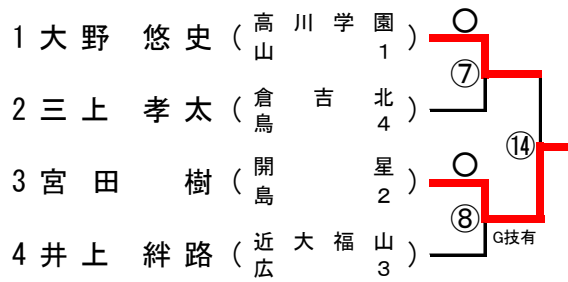 1 大野 悠史 (高川学園 山1) ○
⑦
2 三上 孝太 (倉吉北 鳥4)
⑭
3 宮田 樹 (開星 島2) ○
⑧ G技有
4 井上 絆路 (近大福山 広3)